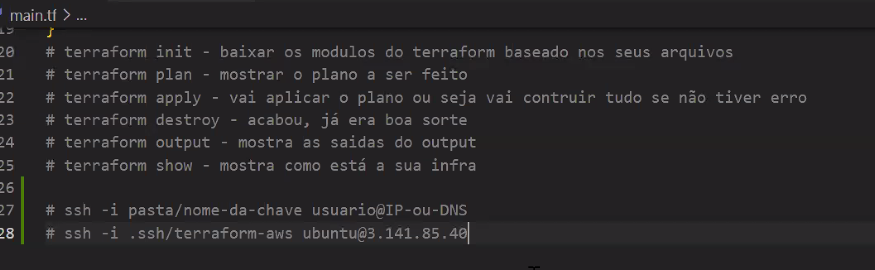 main.tf > ...
19 }
20 # terraform init - baixar os modulos do terraform baseado nos seus arquivos
21 # terraform plan - mostrar o plano a ser feito
22 # terraform apply - vai aplicar o plano ou seja vai contruir tudo se não tiver erro
23 # terraform destroy - acabou, já era boa sorte
24 # terraform output - mostra as saidas do output
25 # terraform show - mostra como está a sua infra
26
27 # ssh -i pasta/nome-da-chave usuario@IP-ou-DNS
28 # ssh -i .ssh/terraform-aws ubuntu@3.141.85.40